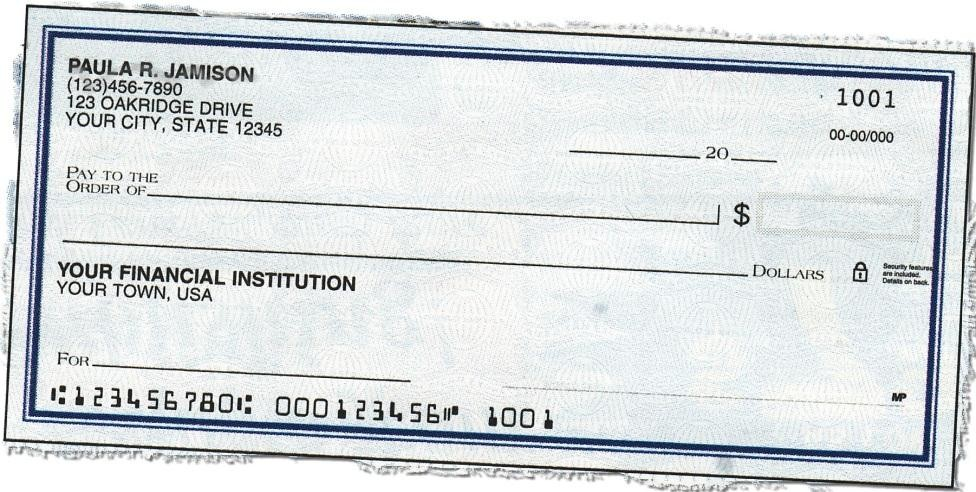 PAULA R. JAMISON
(123)456-7890
123 OAKRIDGE DRIVE
YOUR CITY, STATE 12345
1001
00-00/000
20
PAY TO THE
ORDER OF
$
DOLLARS
Security features
are included.
Details on back.
YOUR FINANCIAL INSTITUTION
YOUR TOWN, USA
FOR
MP
⑆123456780⑆ 000123456⑈ 1001